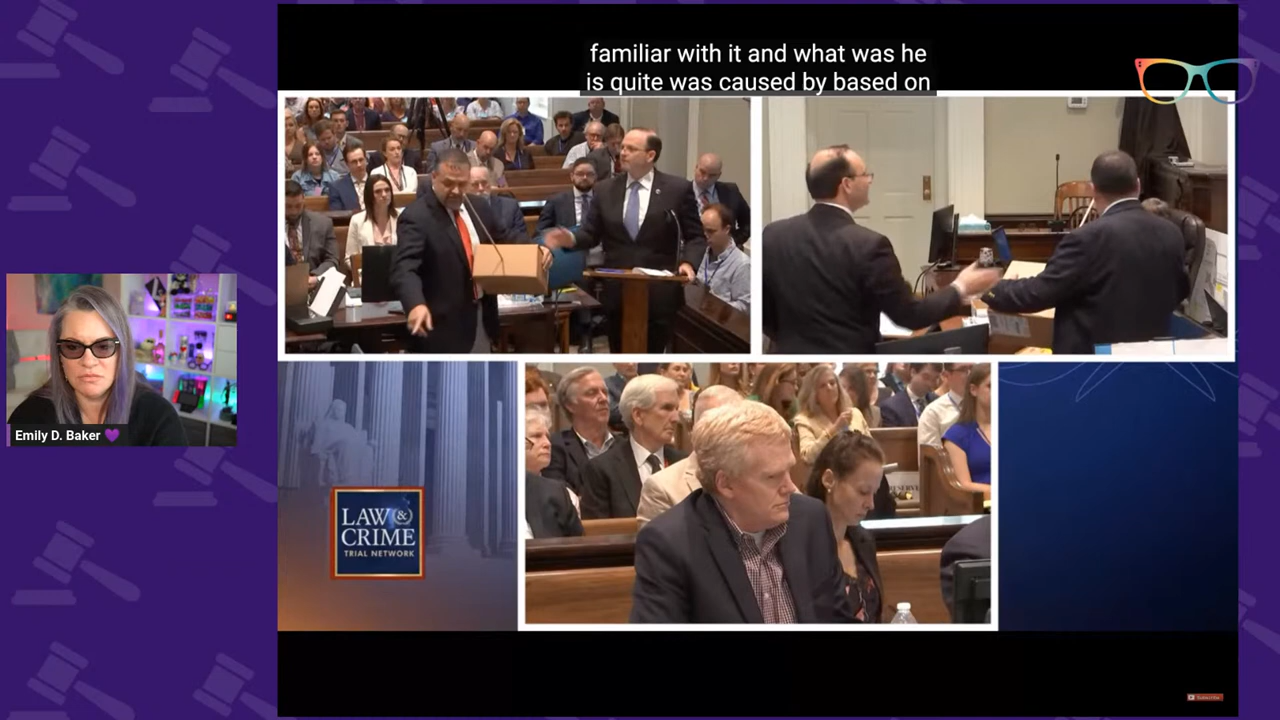 familiar with it and what was he
is quite was caused by based on
RESERVE
Emily D. Baker 💜
LAW &
CRIME
TRIAL NETWORK